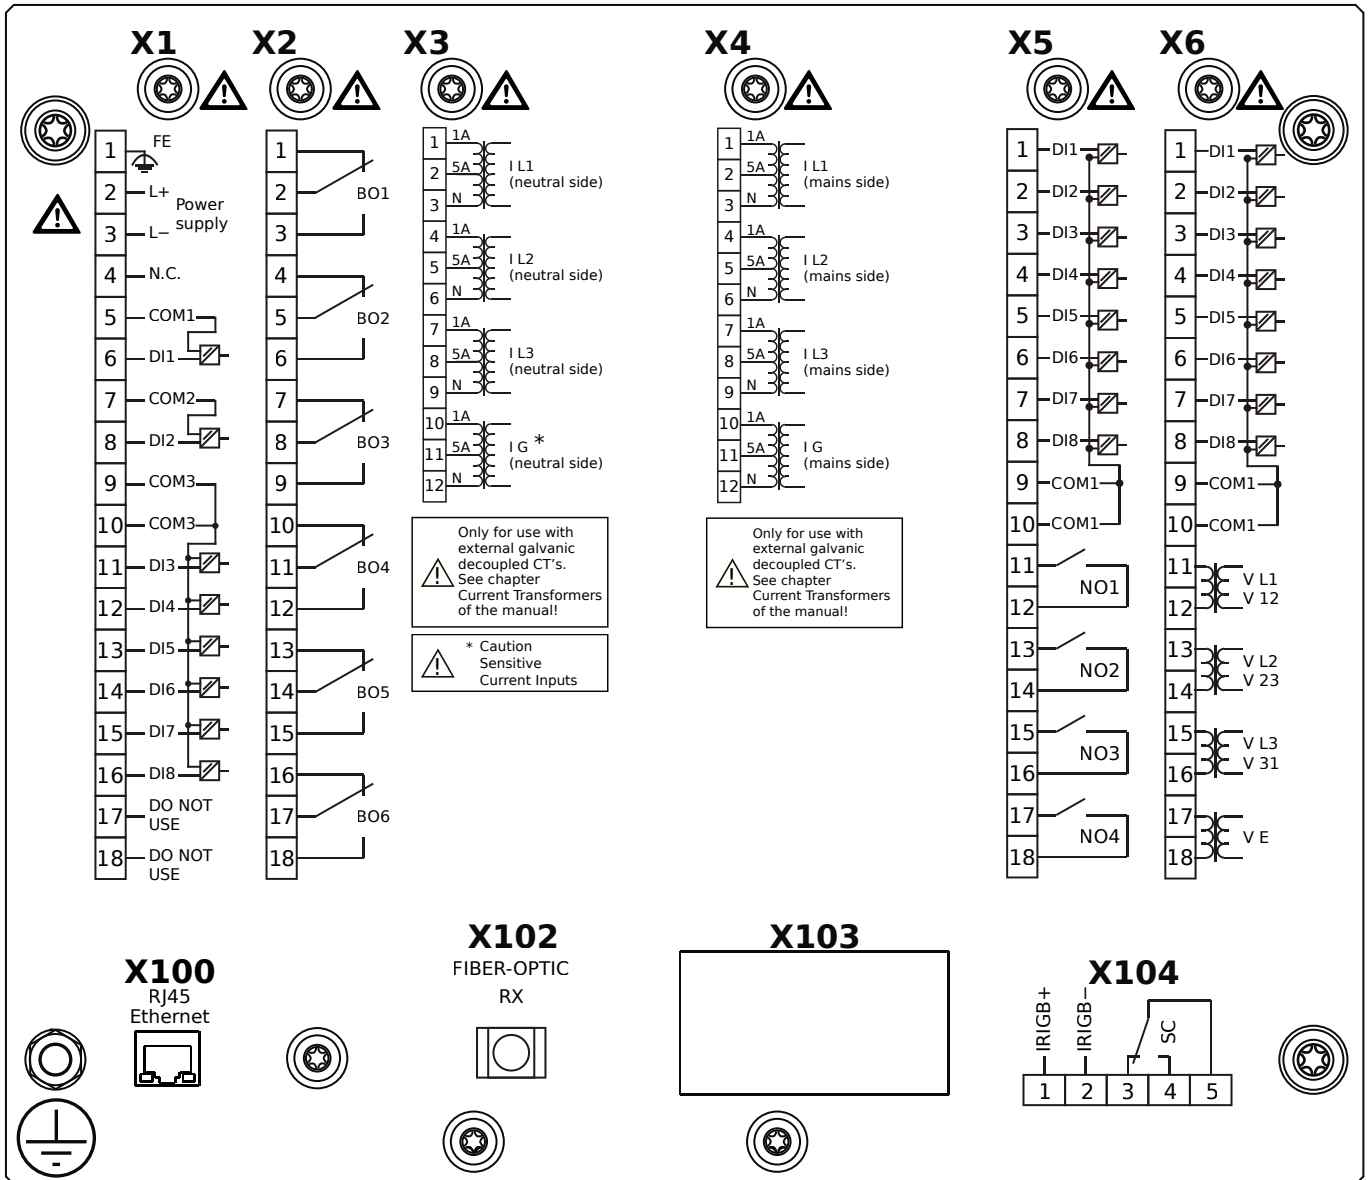 X1
X2
X3
X4
X5
X6
1
FE
2
L+
Power
supply
3
L−
4
N.C.
5
COM1
6
DI1
7
COM2
8
DI2
9
COM3
10
COM3
11
DI3
12
DI4
13
DI5
14
DI6
15
DI7
16
DI8
17
DO NOT
USE
18
DO NOT
USE
1
2
BO1
3
4
5
BO2
6
7
8
BO3
9
10
11
BO4
12
13
14
BO5
15
16
17
BO6
18
1
1A
2
5A
I L1
(neutral side)
3
N
4
1A
5
5A
I L2
(neutral side)
6
N
7
1A
8
5A
I L3
(neutral side)
9
N
10
1A
11
5A
I G *
(neutral side)
12
N
Only for use with
external galvanic
decoupled CT's.
See chapter
Current Transformers
of the manual!
* Caution
Sensitive
Current Inputs
1
1A
2
5A
I L1
(mains side)
3
N
4
1A
5
5A
I L2
(mains side)
6
N
7
1A
8
5A
I L3
(mains side)
9
N
10
1A
11
5A
I G
(mains side)
12
N
Only for use with
external galvanic
decoupled CT's.
See chapter
Current Transformers
of the manual!
1
DI1
2
DI2
3
DI3
4
DI4
5
DI5
6
DI6
7
DI7
8
DI8
9
COM1
10
COM1
11
NO1
12
13
NO2
14
15
NO3
16
17
NO4
18
1
DI1
2
DI2
3
DI3
4
DI4
5
DI5
6
DI6
7
DI7
8
DI8
9
COM1
10
COM1
11
V L1
V 12
12
13
V L2
V 23
14
15
V L3
V 31
16
17
V E
18
X100
RJ45
Ethernet
X102
FIBER-OPTIC
RX
X103
X104
IRIGB+
IRIGB−
SC
1 2 3 4 5